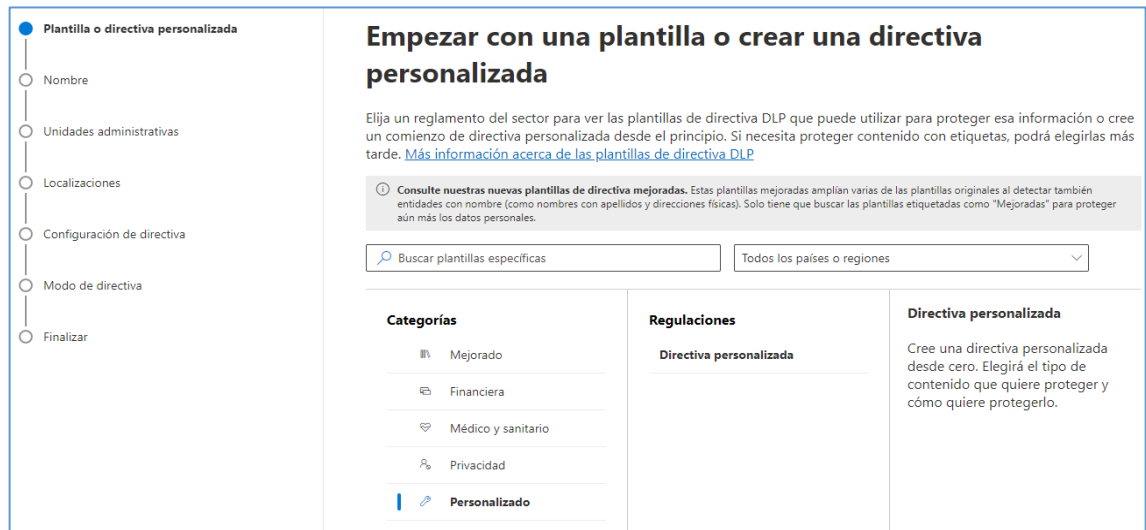 Plantilla o directiva personalizada
Nombre
Unidades administrativas
Localizaciones
Configuración de directiva
Modo de directiva
Finalizar
Empezar con una plantilla o crear una directiva
personalizada
Elija un reglamento del sector para ver las plantillas de directiva DLP que puede utilizar para proteger esa información o cree
un comienzo de directiva personalizada desde el principio. Si necesita proteger contenido con etiquetas, podrá elegirlas más
tarde. Más información acerca de las plantillas de directiva DLP
Consulte nuestras nuevas plantillas de directiva mejoradas. Estas plantillas mejoradas amplían varias de las plantillas originales al detectar también
entidades con nombre (como nombres con apellidos y direcciones físicas). Solo tiene que buscar las plantillas etiquetadas como "Mejoradas" para proteger
aún más los datos personales.
Buscar plantillas específicas
Todos los países o regiones
Categorías
Mejorado
Financiera
Médico y sanitario
Privacidad
Personalizado
Regulaciones
Directiva personalizada
Directiva personalizada
Cree una directiva personalizada
desde cero. Elegirá el tipo de
contenido que quiere proteger y
cómo quiere protegerlo.